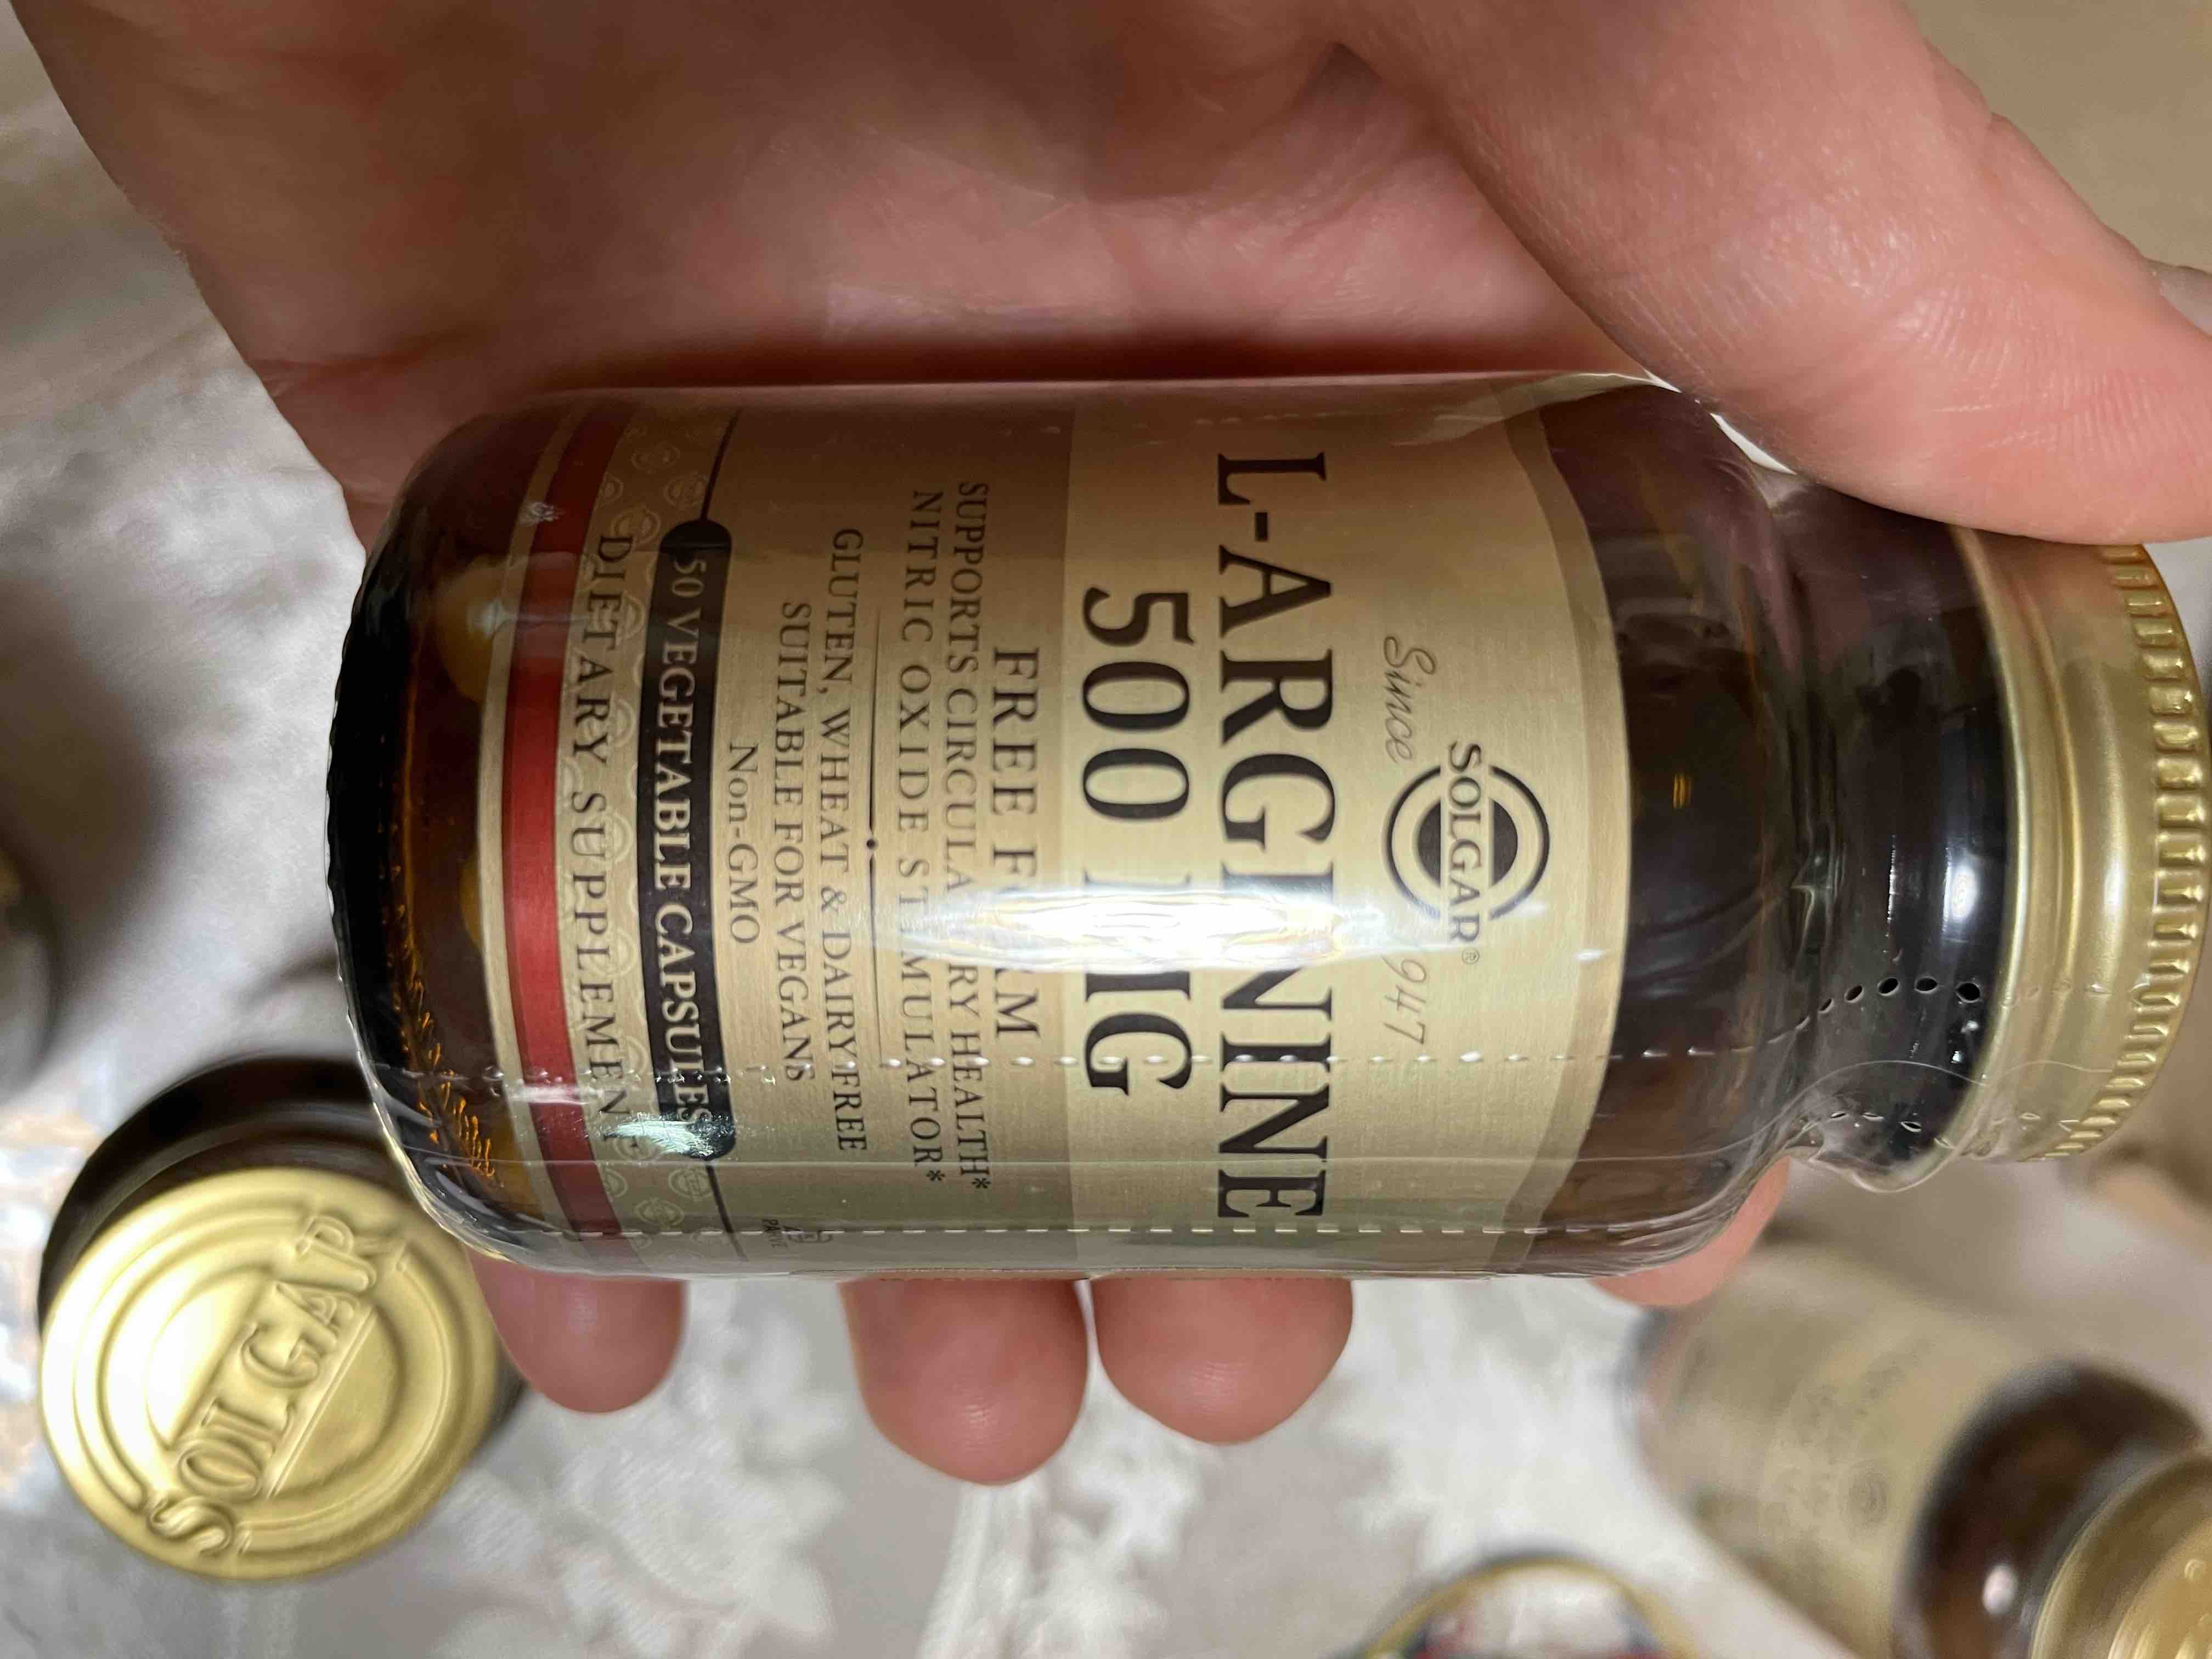 SOLGAR®
Since 1947
L-ARGININE
500 MG
FREE FORM
SUPPORTS CIRCULATORY HEALTH*
NITRIC OXIDE STIMULATOR*
GLUTEN, WHEAT & DAIRY FREE
SUITABLE FOR VEGANS
Non-GMO
50 VEGETABLE CAPSULES
DIETARY SUPPLEMENT
SOLGAR